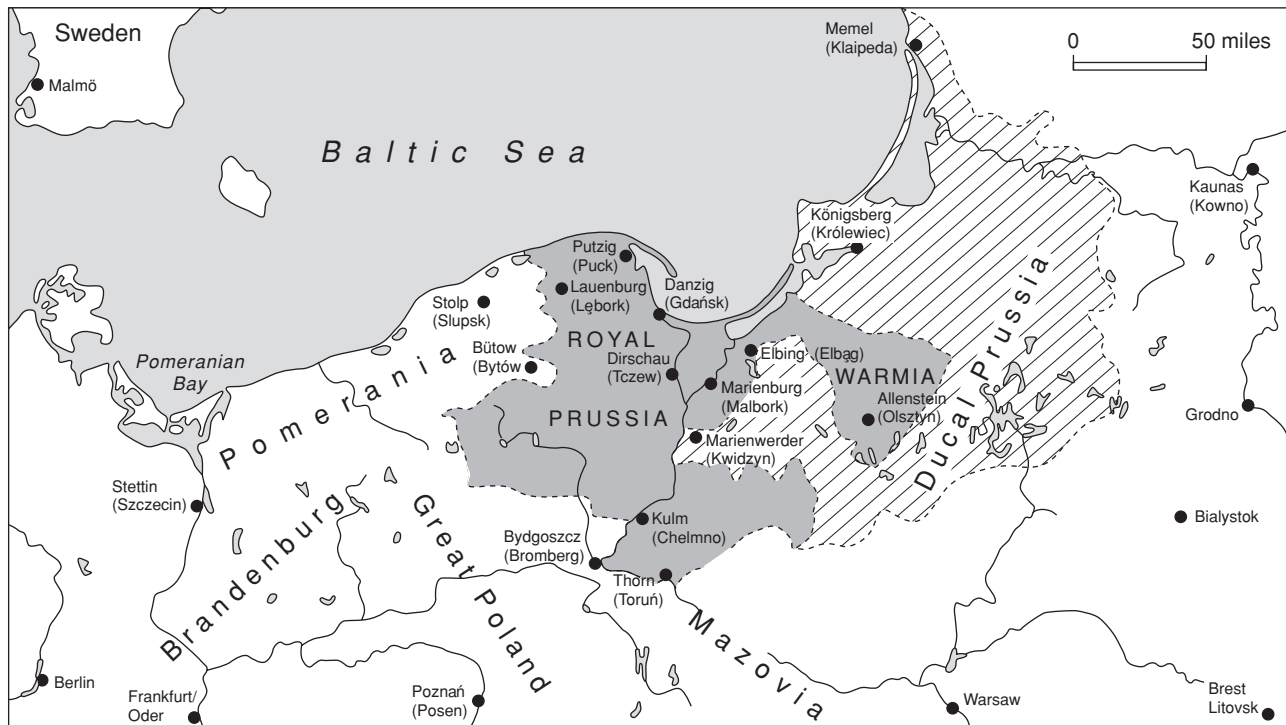 Sweden
Malmö
Baltic Sea
Memel
(Klaipeda)
0 50 miles
Kaunas
(Kowno)
Königsberg
(Królewiec)
Putzig
(Puck)
Lauenburg
(Lębork)
Danzig
(Gdańsk)
Stolp
(Slupsk)
ROYAL
PRUSSIA
Bütow
(Bytów)
Dirschau
(Tczew)
Elbing (Elbąg)
WARMIA
Allenstein
(Olsztyn)
Marienburg
(Malbork)
Marienwerder
(Kwidzyn)
Ducal Prussia
Grodno
Pomeranian
Bay
Pomerania
Stettin
(Szczecin)
Brandenburg
Great Poland
Kulm
(Chelmno)
Bydgoszcz
(Bromberg)
Thorn
(Toruń)
Bialystok
Mazovia
Berlin
Frankfurt/
Oder
Poznań
(Posen)
Warsaw
Brest
Litovsk